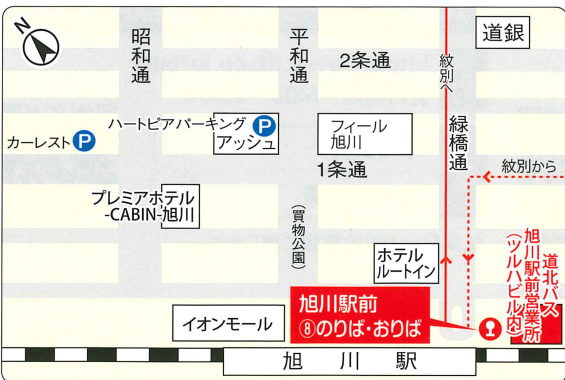 N
昭和通
平和通
2条通
紋別へ
道銀
緑橋通
ハートピアパーキング P
カーレスト P
アッシュ
フィール
旭川
1条通
紋別から
プレミアホテル
-CABIN-旭川
(買物公園)
ホテル
ルートイン
道北バス
旭川駅前営業所
(ツルハビル内)
旭川駅前
⑧のりば・おりば
イオンモール
旭川駅